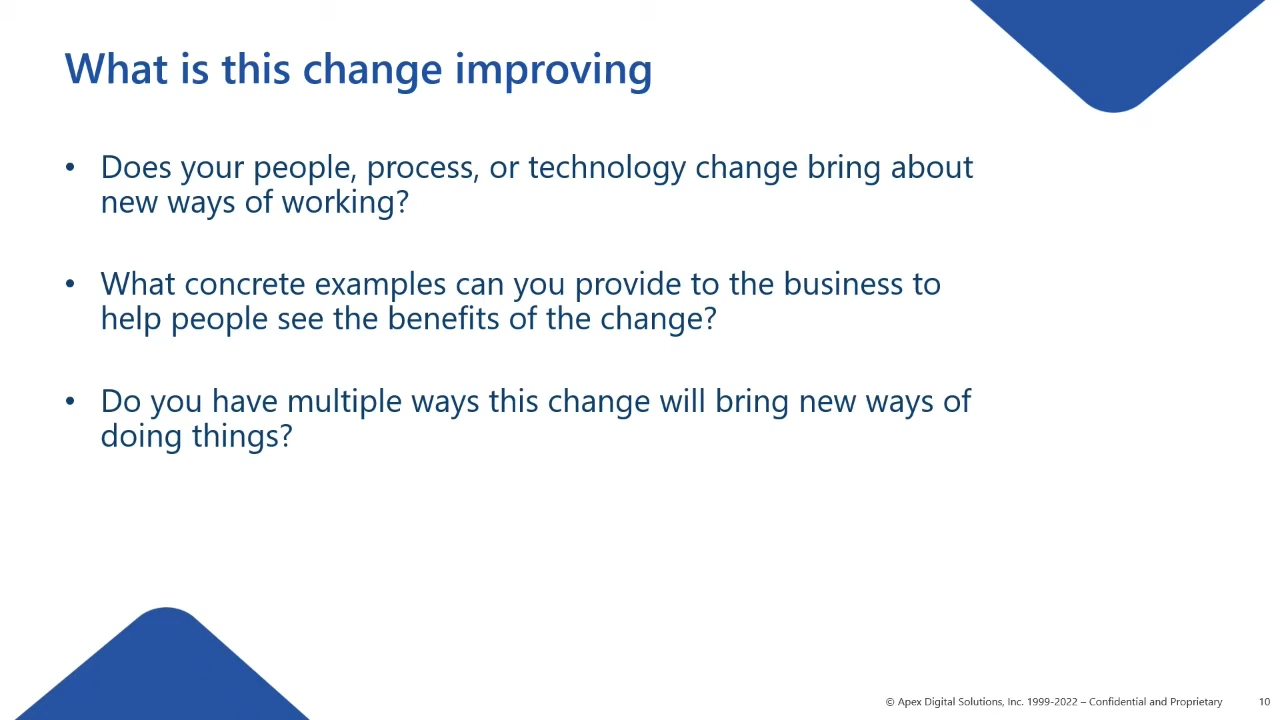 What is this change improving
• Does your people, process, or technology change bring about
new ways of working?
• What concrete examples can you provide to the business to
help people see the benefits of the change?
• Do you have multiple ways this change will bring new ways of
doing things?
© Apex Digital Solutions, Inc. 1999-2022 – Confidential and Proprietary 10